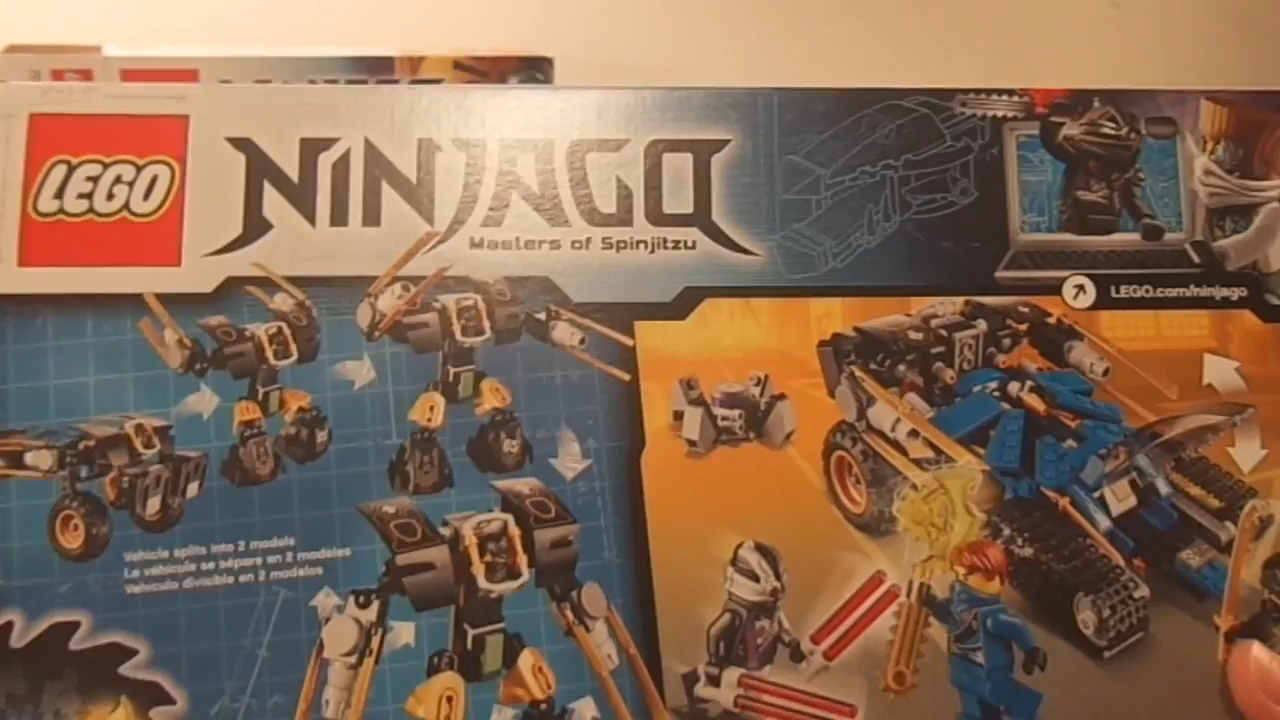 LEGO
NINJAGO
Masters of Spinjitzu
LEGO.com/ninjago
Vehicle splits into 2 models
Le véhicule se sépare en 2 modèles
Vehículo divisible en 2 modelos